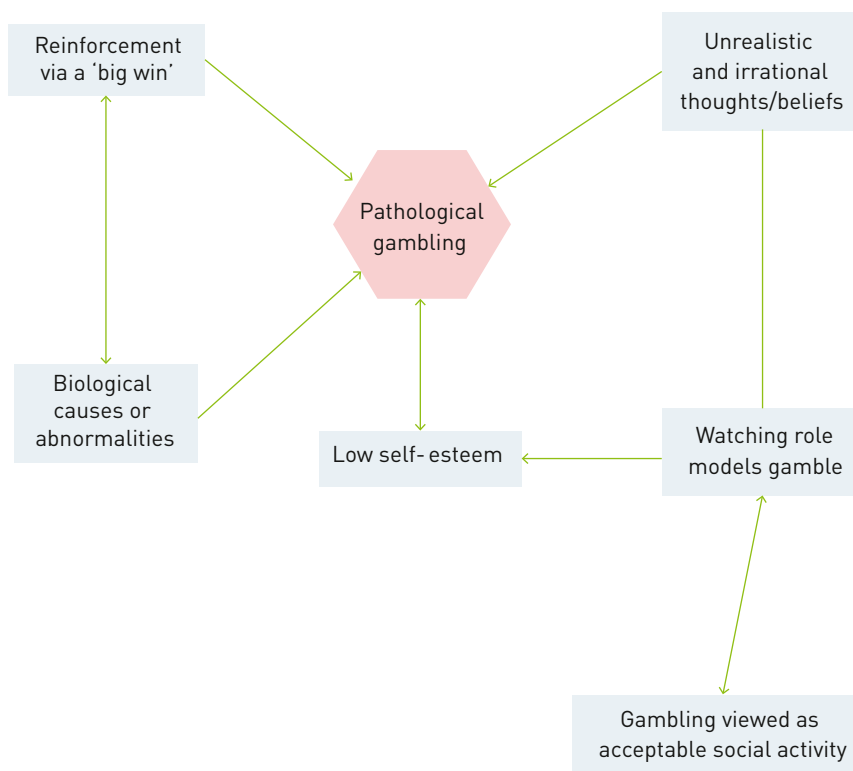 Reinforcement
via a ‘big win’
Unrealistic
and irrational
thoughts/beliefs
Pathological
gambling
Biological
causes or
abnormalities
Low self-esteem
Watching role
models gamble
Gambling viewed as
acceptable social activity